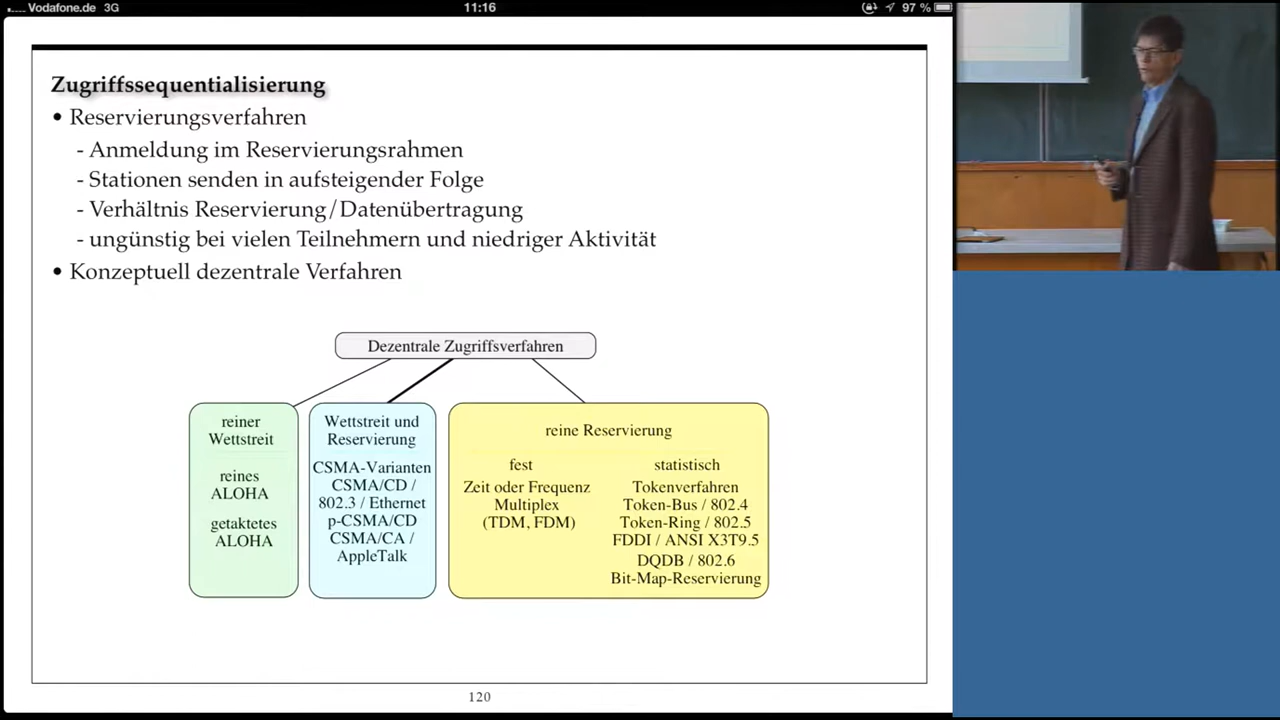 Vodafone.de 3G 11:16 97 %
Zugriffssequentialisierung
• Reservierungsverfahren
- Anmeldung im Reservierungsrahmen
- Stationen senden in aufsteigender Folge
- Verhältnis Reservierung/Datenübertragung
- ungünstig bei vielen Teilnehmern und niedriger Aktivität
• Konzeptuell dezentrale Verfahren
Dezentrale Zugriffsverfahren
reiner
Wettstreit
reines
ALOHA
getaktetes
ALOHA
Wettstreit und
Reservierung
CSMA-Varianten
CSMA/CD /
802.3 / Ethernet
p-CSMA/CD
CSMA/CA /
AppleTalk
reine Reservierung
fest
Zeit oder Frequenz
Multiplex
(TDM, FDM)
statistisch
Tokenverfahren
Token-Bus / 802.4
Token-Ring / 802.5
FDDI / ANSI X3T9.5
DQDB / 802.6
Bit-Map-Reservierung
120